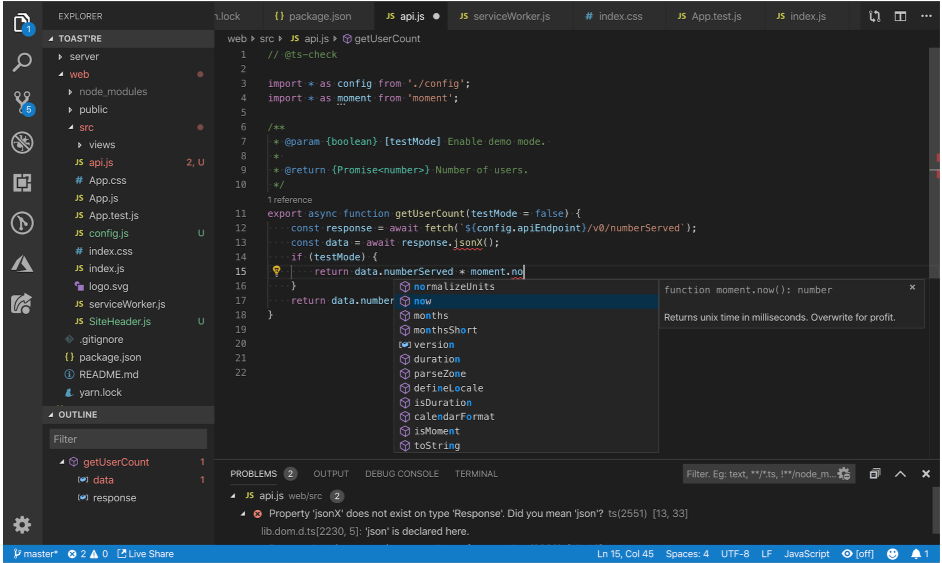 EXPLORER
n.lock
{} package.json
JS api.js
JS serviceWorker.js
# index.css
JS App.test.js
JS index.js
1
TOAST'RE
server
web
node_modules
public
src
views
JS api.js 2, U
# App.css
JS App.js
JS App.test.js
JS config.js U
# index.css
JS index.js
logo.svg
JS serviceWorker.js
JS SiteHeader.js U
.gitignore
{} package.json
README.md
yarn.lock
5
OUTLINE
Filter
getUserCount 1
data 1
response
web src JS api.js getUserCount
1 // @ts-check
2
3 import * as config from './config';
4 import * as moment from 'moment';
5
6 /**
7 * @param {boolean} [testMode] Enable demo mode.
8 *
9 * @return {Promise<number>} Number of users.
10 */
1 reference
11 export async function getUserCount(testMode = false) {
12 const response = await fetch(`${config.apiEndpoint}/v0/numberServed`);
13 const data = await response.jsonX();
14 if (testMode) {
15 return data.numberServed * moment.no
16 }
17 return data.number
18 }
19
20
21
22
normalizeUnits
now
months
monthsShort
version
duration
parseZone
defineLocale
isDuration
calendarFormat
isMoment
toString
function moment.now(): number ×
Returns unix time in milliseconds. Overwrite for profit.
PROBLEMS 2 OUTPUT DEBUG CONSOLE TERMINAL
Filter. Eg: text, **/*.ts, !**/node_m...
JS api.js web/src 2
Property 'jsonX' does not exist on type 'Response'. Did you mean 'json'? ts(2551) [13, 33]
lib.dom.d.ts[2230, 5]: 'json' is declared here.
master* 2 0 Live Share
Ln 15, Col 45 Spaces: 4 UTF-8 LF JavaScript [off] 1